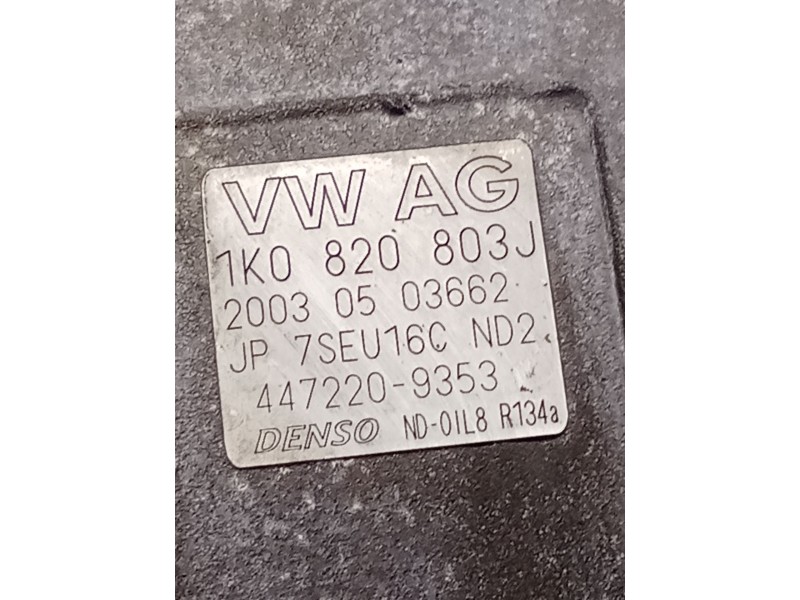 VW AG
1K0 820 803J
2003 05 03662
JP 7SEU16C ND2
447220-9353
DENSO ND-OIL8 R134a